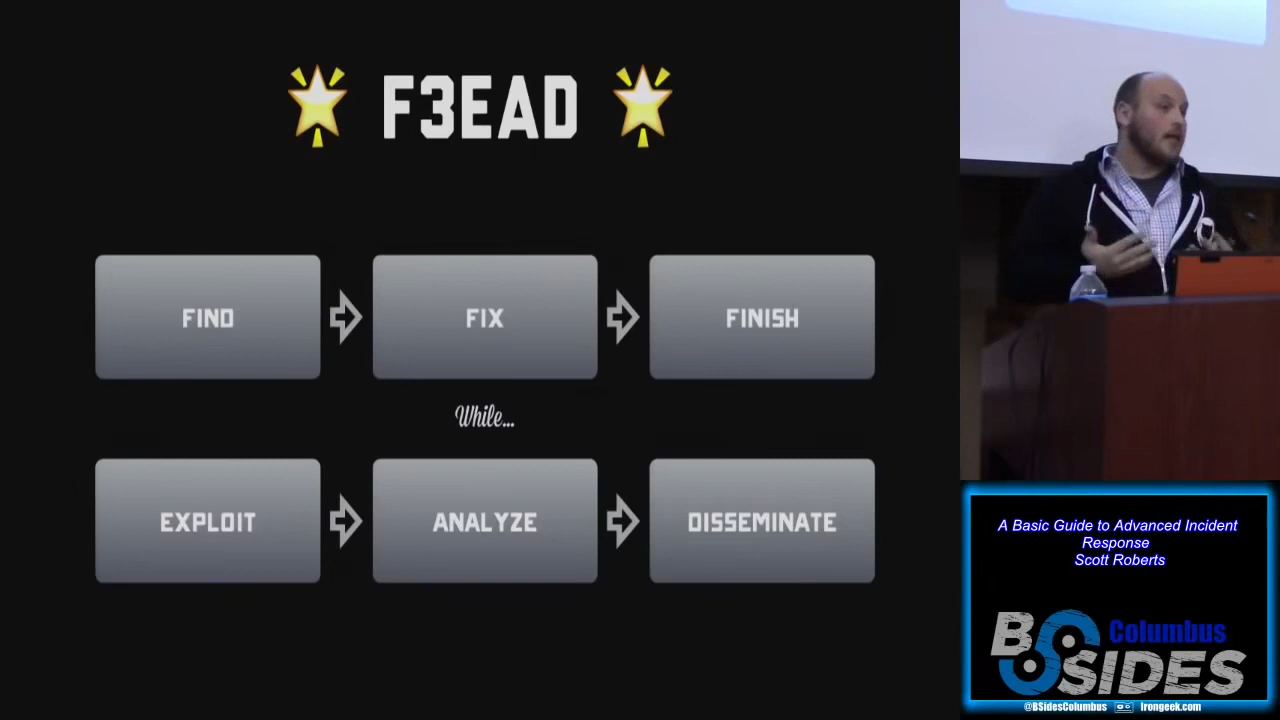 F3EAD
FIND
FIX
FINISH
While...
EXPLOIT
ANALYZE
DISSEMINATE
A Basic Guide to Advanced Incident
Response
Scott Roberts
BSIDES
Columbus
@BSidesColumbus
Irongeek.com